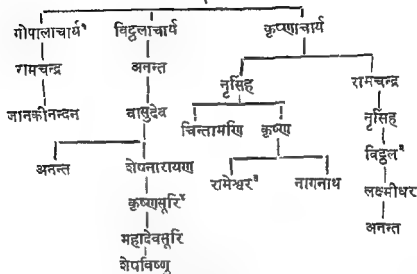 गोपालाचार्य¹ विट्ठलाचार्य कृष्णाचार्य
रामचन्द्र अनन्त नृसिंह रामचन्द्र
जानकीनन्दन वासुदेव चिन्तामणि कृष्ण नृसिंह
अनन्त शेषनारायण रामेश्वर³ नागनाथ विट्ठल²
कृष्णसूरि⁴ लक्ष्मीधर
महादेवसूरि अनन्त
शेषविष्णु